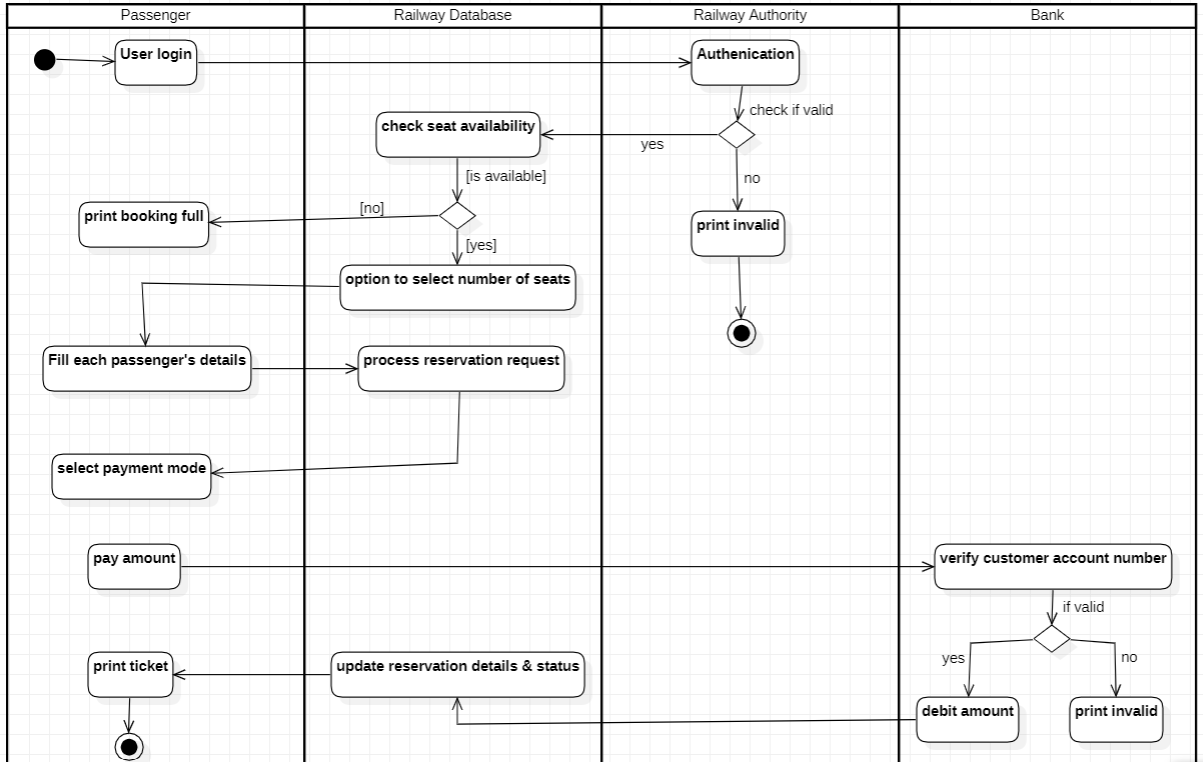 Passenger
Railway Database
Railway Authority
Bank
User login
Authenication
check if valid
check seat availability
yes
[is available]
no
print booking full
[no]
print invalid
[yes]
option to select number of seats
Fill each passenger's details
process reservation request
select payment mode
pay amount
verify customer account number
if valid
yes
no
print ticket
update reservation details & status
debit amount
print invalid